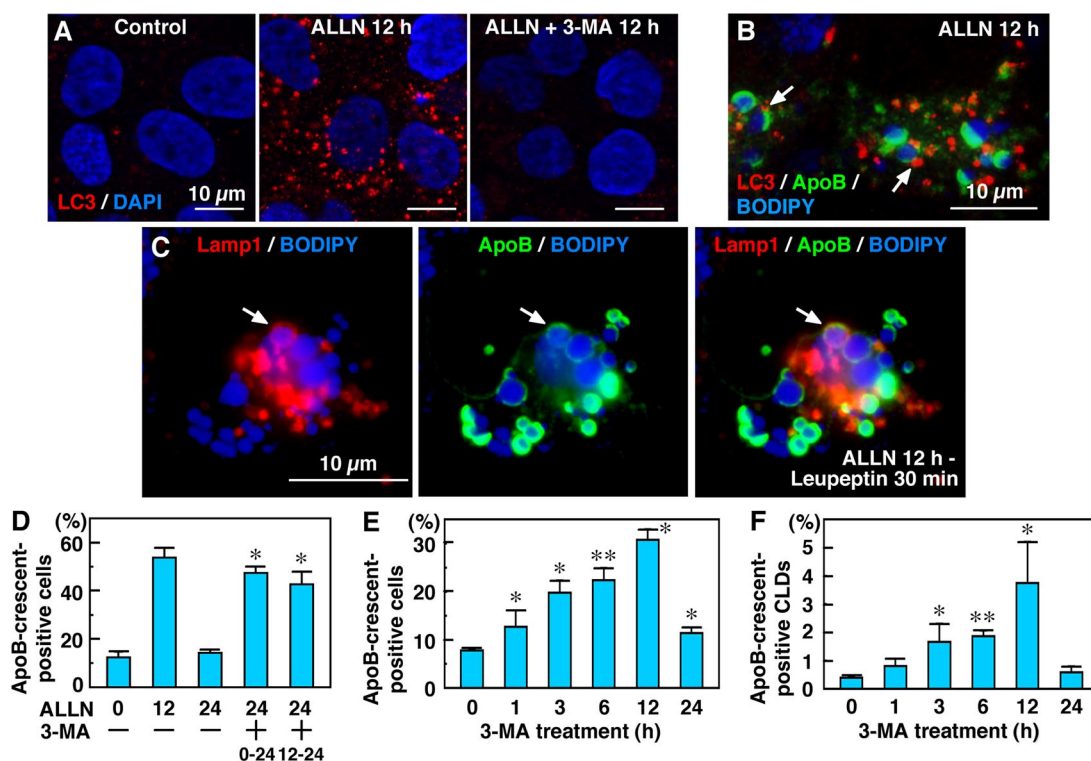 A
Control
LC3 / DAPI
10 µm
ALLN 12 h
ALLN + 3-MA 12 h
B
ALLN 12 h
LC3 / ApoB /
BODIPY
10 µm
C
Lamp1 / BODIPY
10 µm
ApoB / BODIPY
Lamp1 / ApoB / BODIPY
ALLN 12 h -
Leupeptin 30 min
D
(%)
ApoB-crescent-
positive cells
60
40
20
0
* *
ALLN 0 12 24 24 24
3-MA — — — + +
0-24 12-24
E
(%)
ApoB-crescent-
positive cells
30
20
10
0
* * ** * *
0 1 3 6 12 24
3-MA treatment (h)
F
(%)
ApoB-crescent-
positive CLDs
5
4
2
1
0
* ** *
0 1 3 6 12 24
3-MA treatment (h)